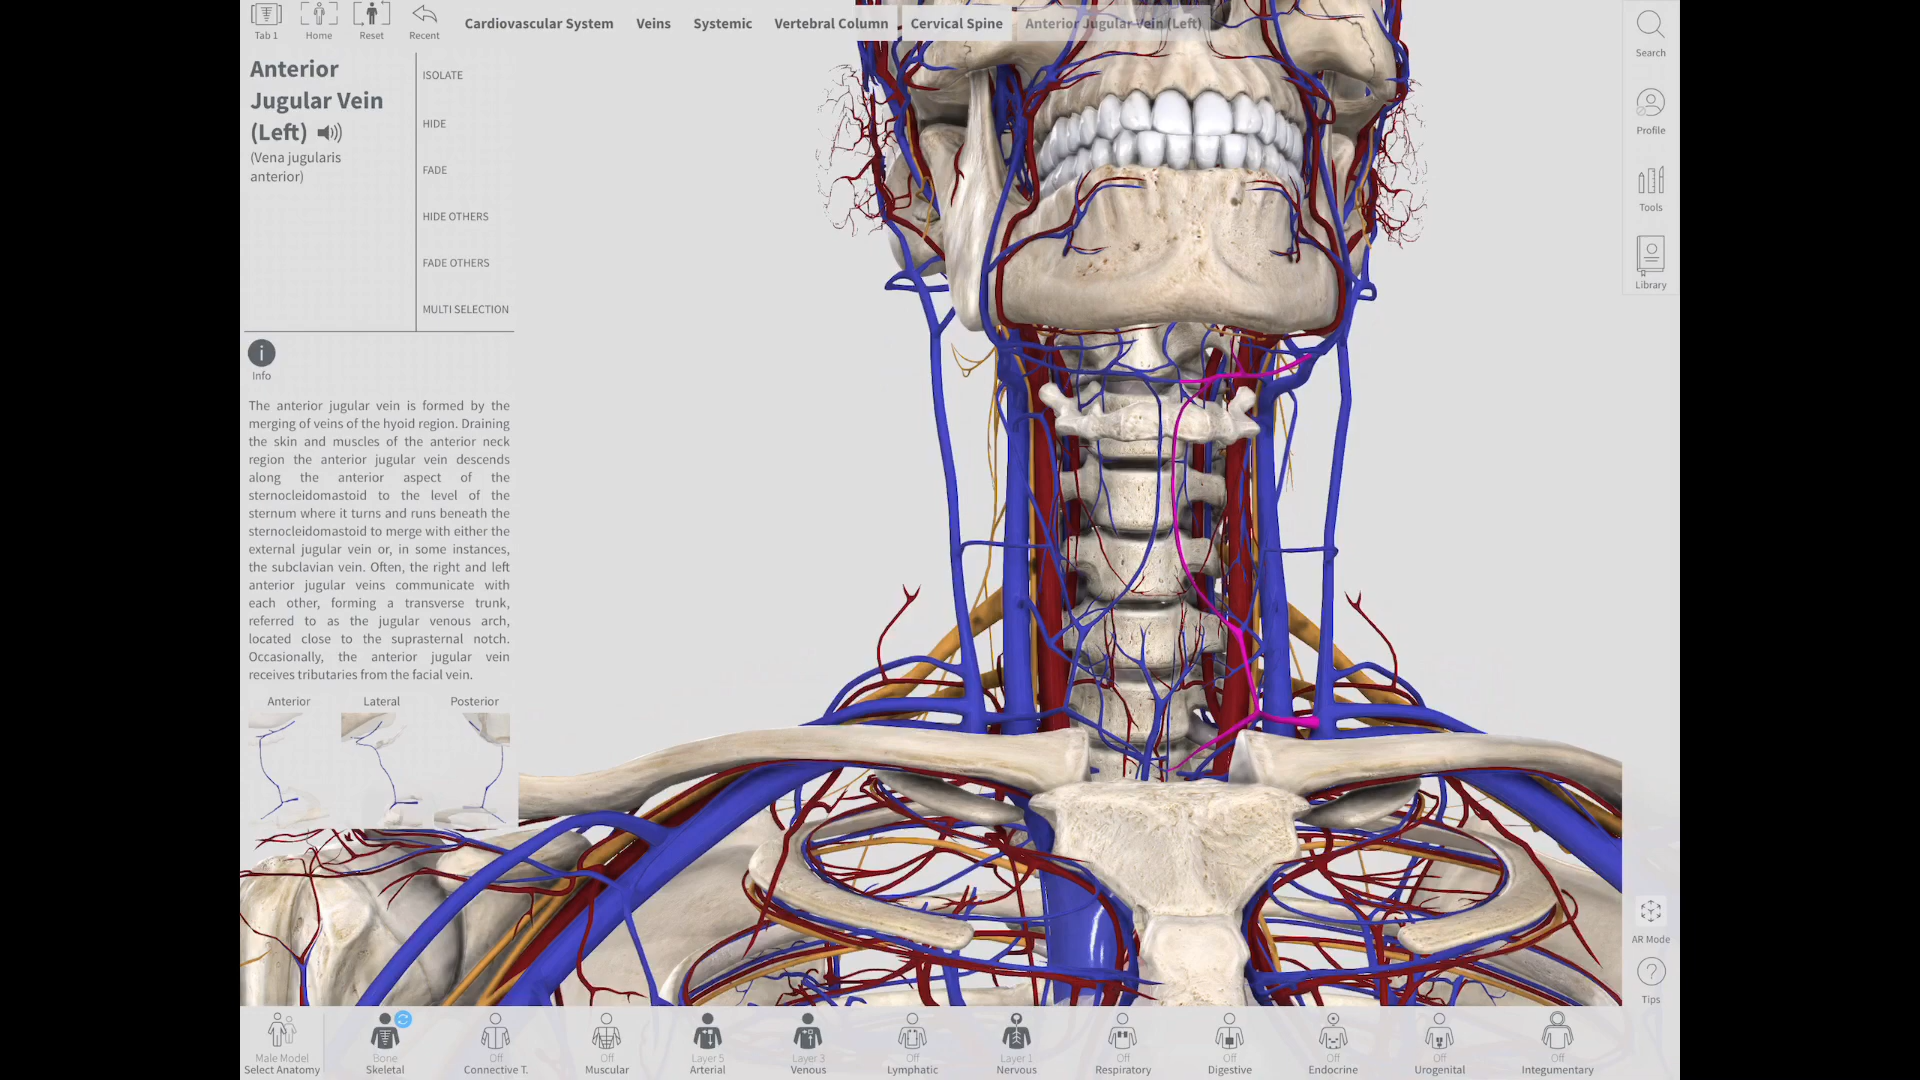 Tab 1
Home
Reset
Recent
Cardiovascular System
Veins
Systemic
Vertebral Column
Cervical Spine
Anterior Jugular Vein (Left)
Search
Profile
Tools
Library
Anterior
Jugular Vein
(Left)
(Vena jugularis
anterior)
ISOLATE
HIDE
FADE
HIDE OTHERS
FADE OTHERS
MULTI SELECTION
i
Info
The anterior jugular vein is formed by the
merging of veins of the hyoid region. Draining
the skin and muscles of the anterior neck
region the anterior jugular vein descends
along the anterior aspect of the
sternocleidomastoid to the level of the
sternum where it turns and runs beneath the
sternocleidomastoid to merge with either the
external jugular vein or, in some instances,
the subclavian vein. Often, the right and left
anterior jugular veins communicate with
each other, forming a transverse trunk,
referred to as the jugular venous arch,
located close to the suprasternal notch.
Occasionally, the anterior jugular vein
receives tributaries from the facial vein.
Anterior
Lateral
Posterior
AR Mode
?
Tips
Male Model
Select Anatomy
Bone
Skeletal
Off
Connective T.
Off
Muscular
Layer 5
Arterial
Layer 3
Venous
Off
Lymphatic
Layer 1
Nervous
Off
Respiratory
Off
Digestive
Off
Endocrine
Off
Urogenital
Off
Integumentary